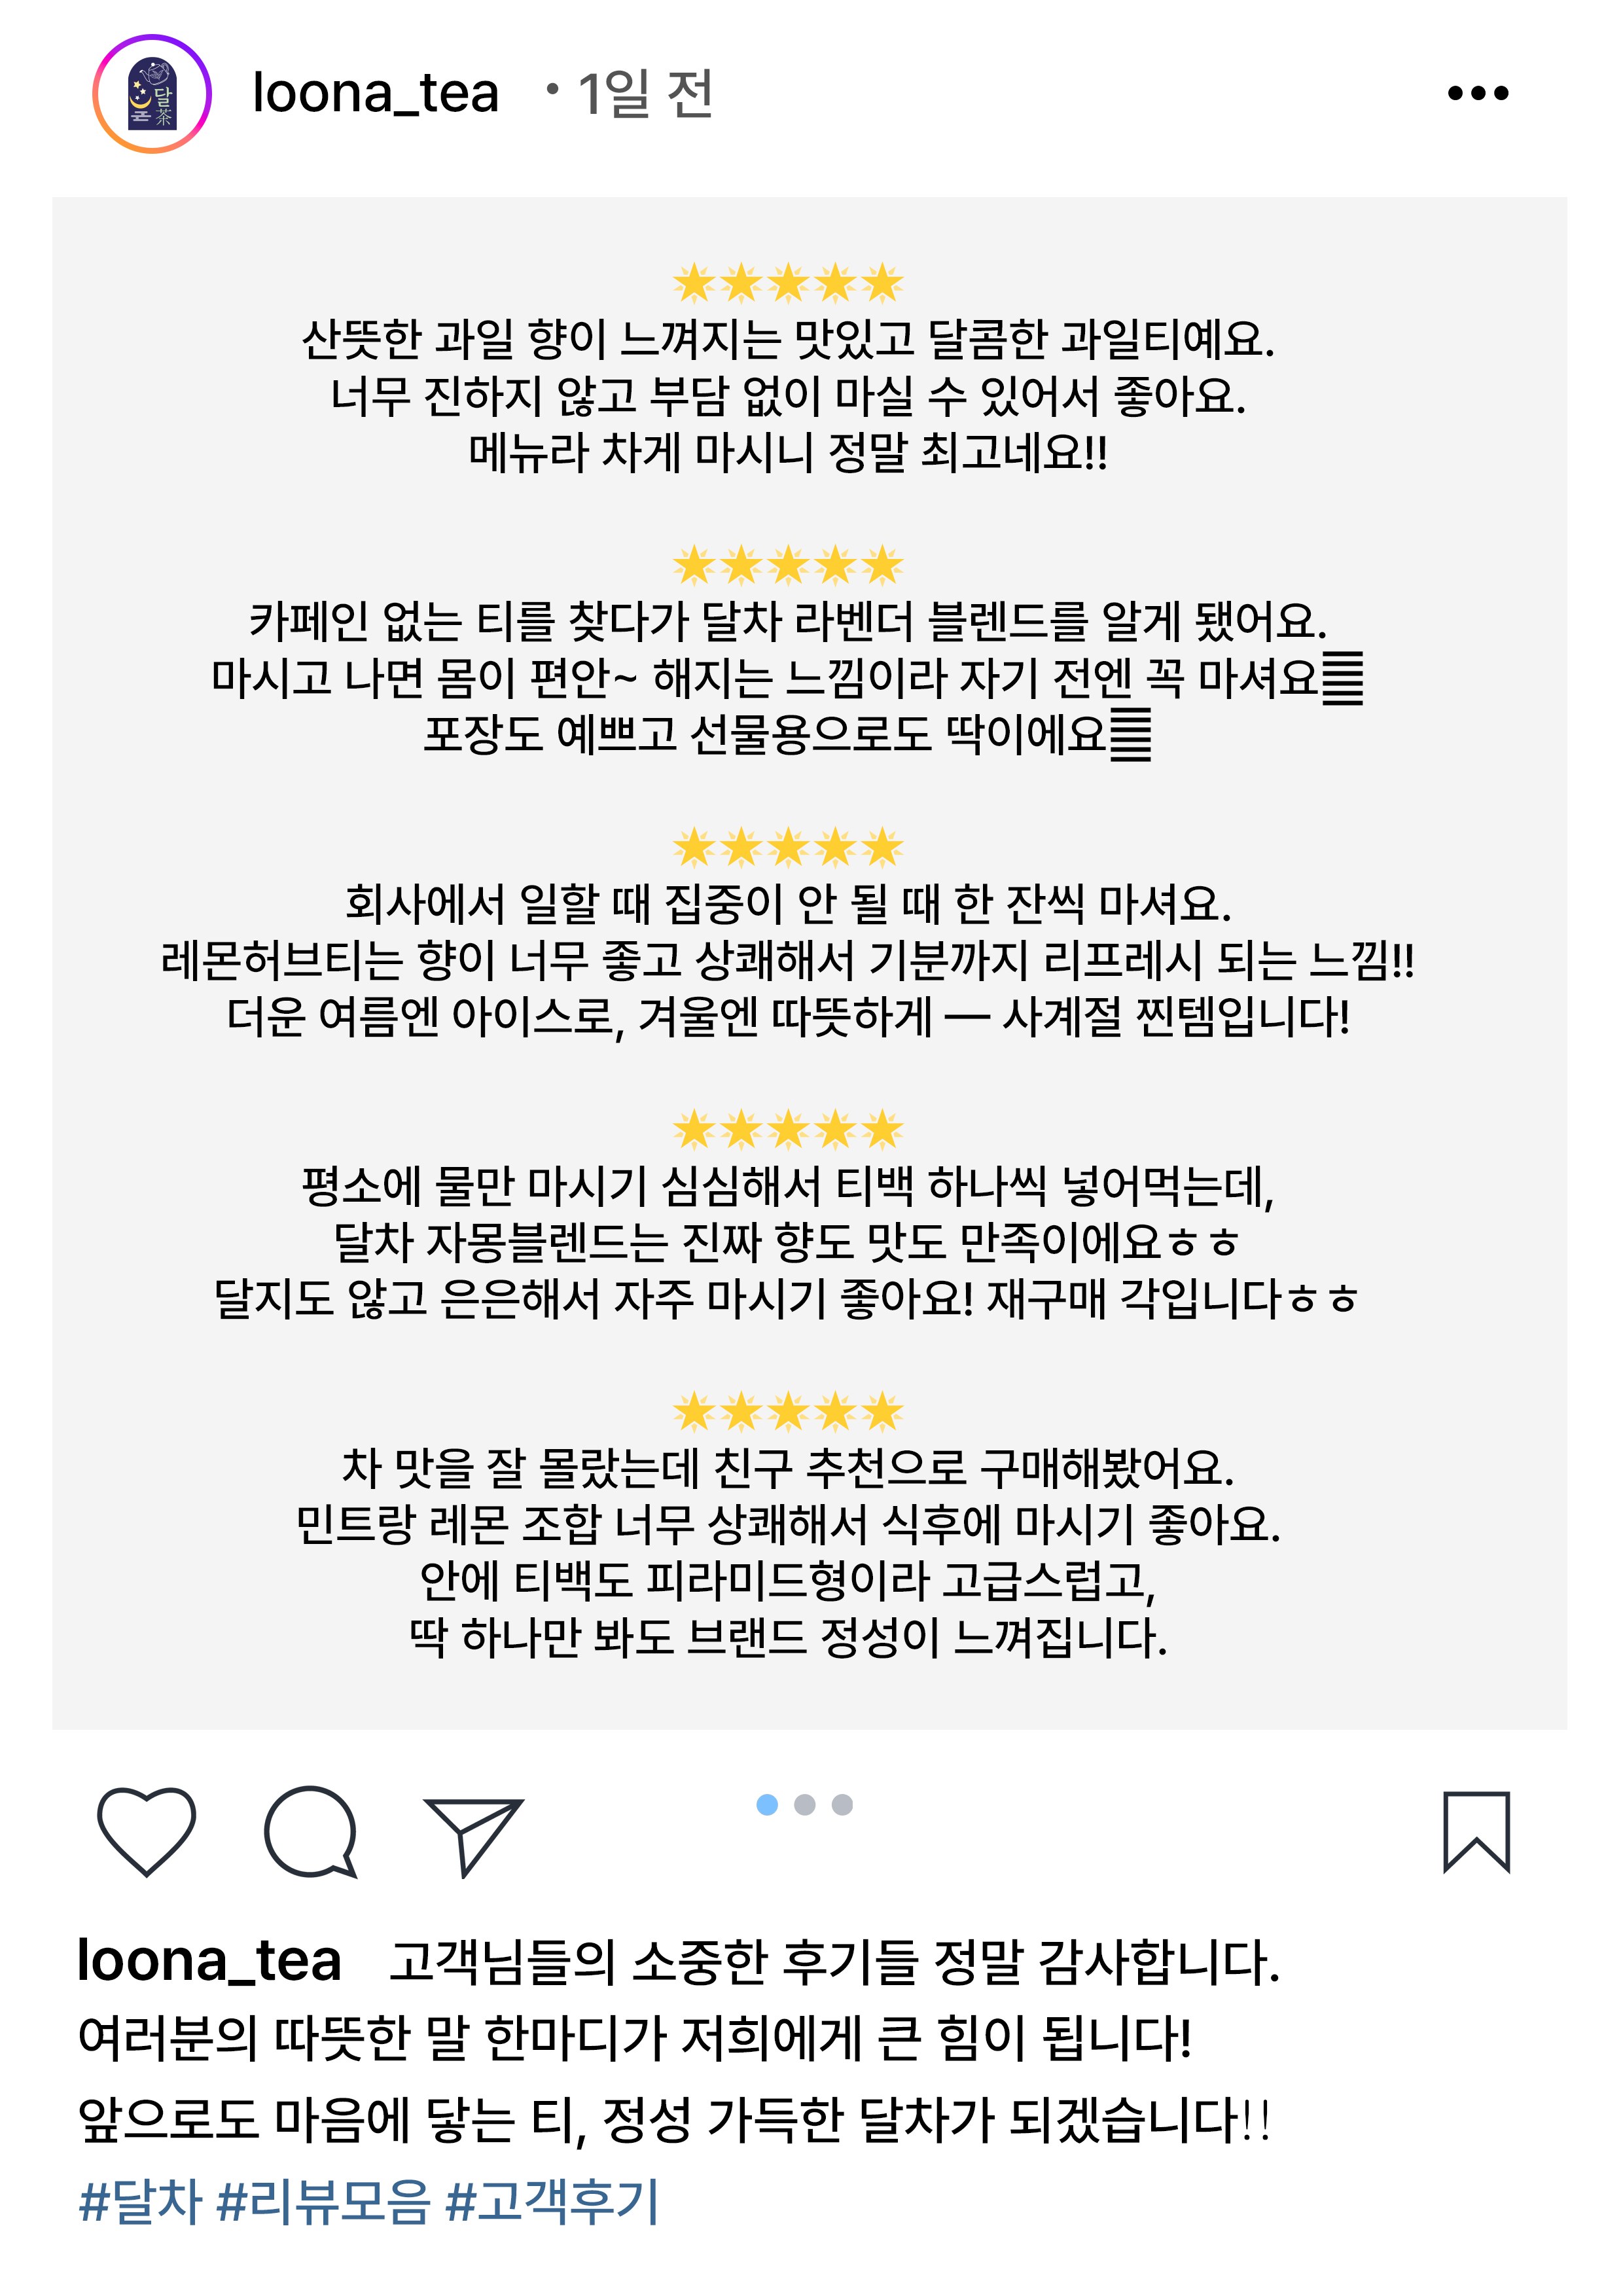 달
茶
loona_tea • 1일 전
산뜻한 과일 향이 느껴지는 맛있고 달콤한 과일티예요.
너무 진하지 않고 부담 없이 마실 수 있어서 좋아요.
메뉴라 차게 마시니 정말 최고네요!!
카페인 없는 티를 찾다가 달차 라벤더 블렌드를 알게 됐어요.
마시고 나면 몸이 편안~ 해지는 느낌이라 자기 전엔 꼭 마셔요
포장도 예쁘고 선물용으로도 딱이에요
회사에서 일할 때 집중이 안 될 때 한 잔씩 마셔요.
레몬허브티는 향이 너무 좋고 상쾌해서 기분까지 리프레시 되는 느낌!!
더운 여름엔 아이스로, 겨울엔 따뜻하게 — 사계절 찐템입니다!
평소에 물만 마시기 심심해서 티백 하나씩 넣어먹는데,
달차 자몽블렌드는 진짜 향도 맛도 만족이에요ㅎㅎ
달지도 않고 은은해서 자주 마시기 좋아요! 재구매 각입니다ㅎㅎ
차 맛을 잘 몰랐는데 친구 추천으로 구매해봤어요.
민트랑 레몬 조합 너무 상쾌해서 식후에 마시기 좋아요.
안에 티백도 피라미드형이라 고급스럽고,
딱 하나만 봐도 브랜드 정성이 느껴집니다.
loona_tea 고객님들의 소중한 후기들 정말 감사합니다.
여러분의 따뜻한 말 한마디가 저희에게 큰 힘이 됩니다!
앞으로도 마음에 닿는 티, 정성 가득한 달차가 되겠습니다!!
#달차 #리뷰모음 #고객후기